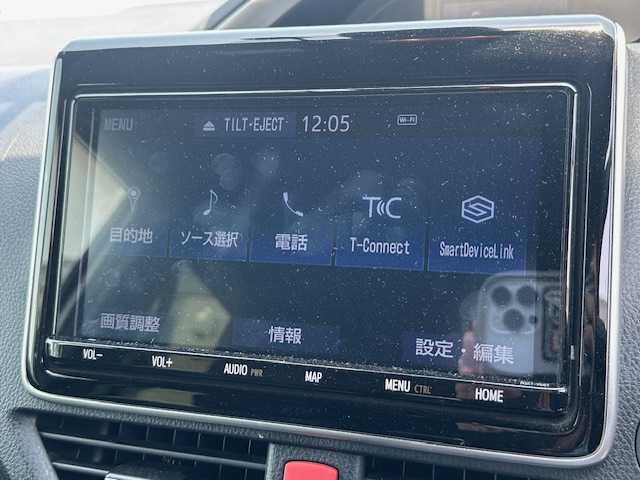 MENU TILT・EJECT 12:05 Wi-Fi
目的地 ソース選択 電話 T-Connect SmartDeviceLink
画質調整 情報 設定・編集
VOL- VOL+ AUDIO PWR MAP MENU CTRL HOME